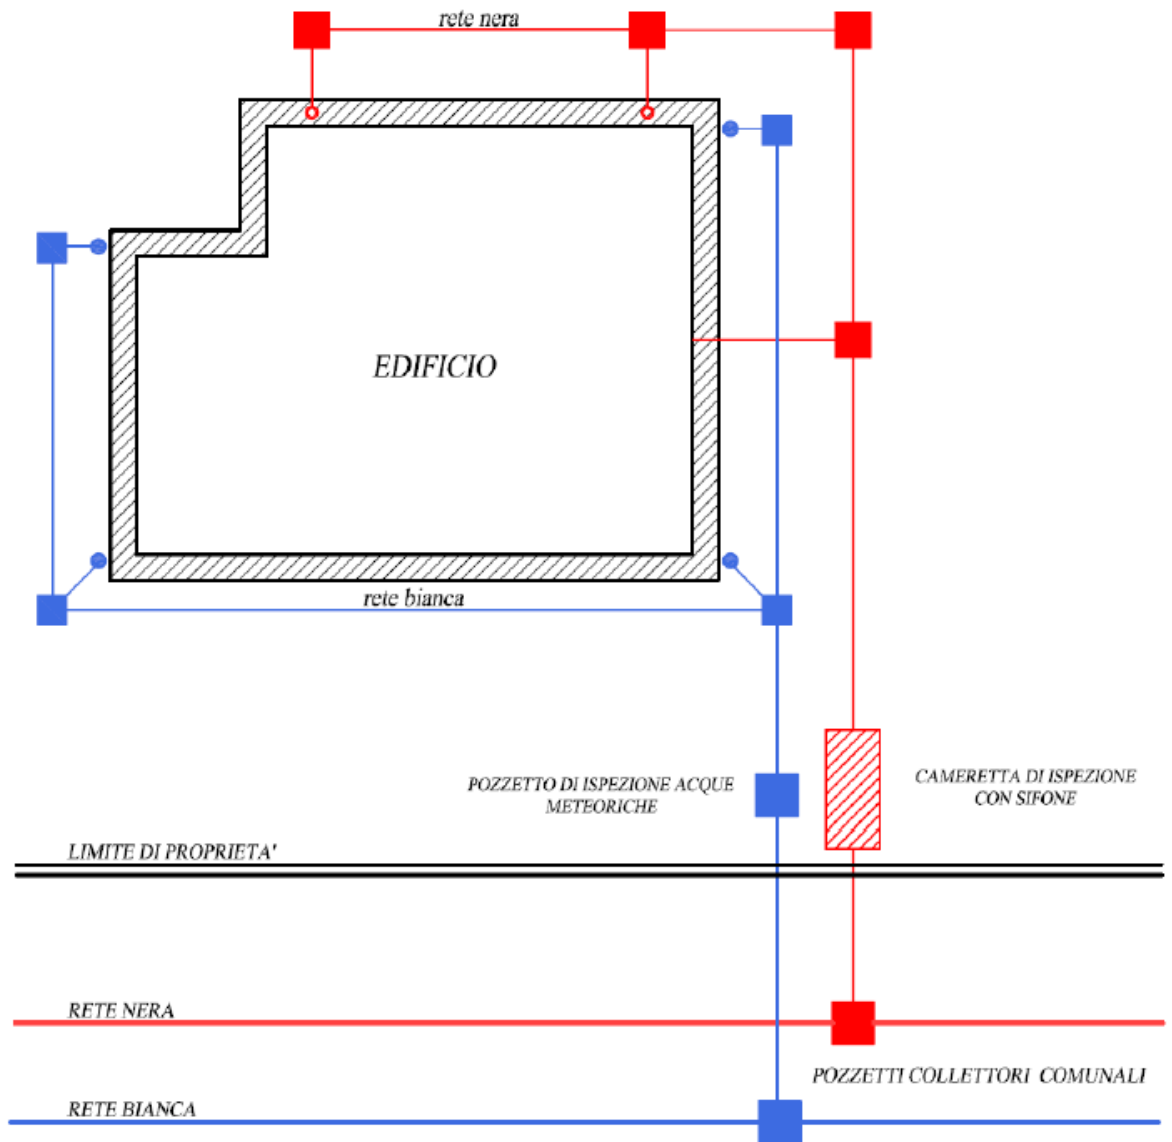 rete nera
EDIFICIO
rete bianca
POZZETTO DI ISPEZIONE ACQUE
METEORICHE
CAMERETTA DI ISPEZIONE
CON SIFONE
LIMITE DI PROPRIETA'
RETE NERA
POZZETTI COLLETTORI COMUNALI
RETE BIANCA